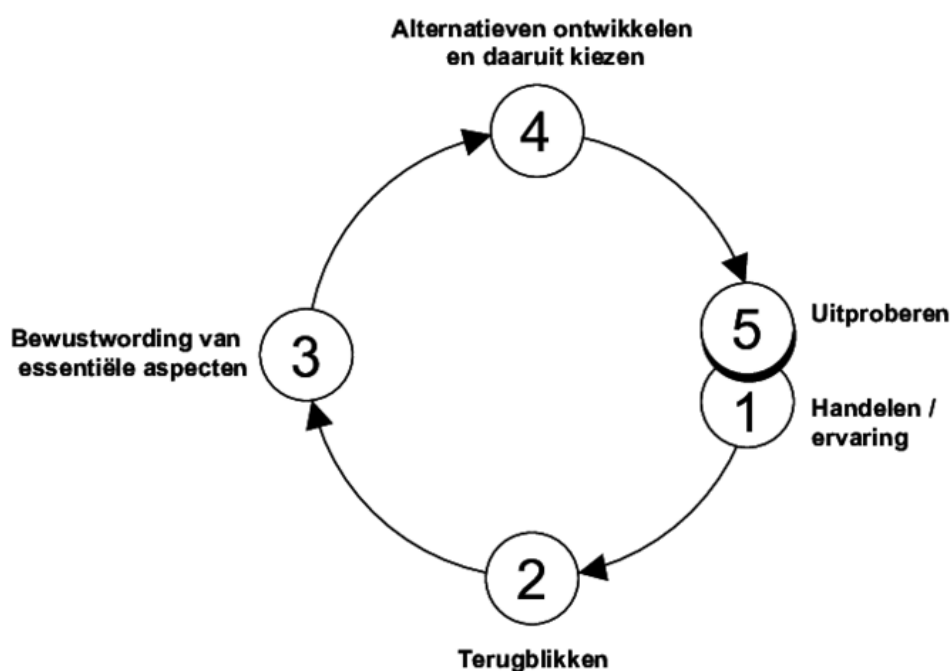 Alternatieven ontwikkelen
en daaruit kiezen
4
5
Uitproberen
Bewustwording van
essentiële aspecten
3
1
Handelen /
ervaring
2
Terugblikken